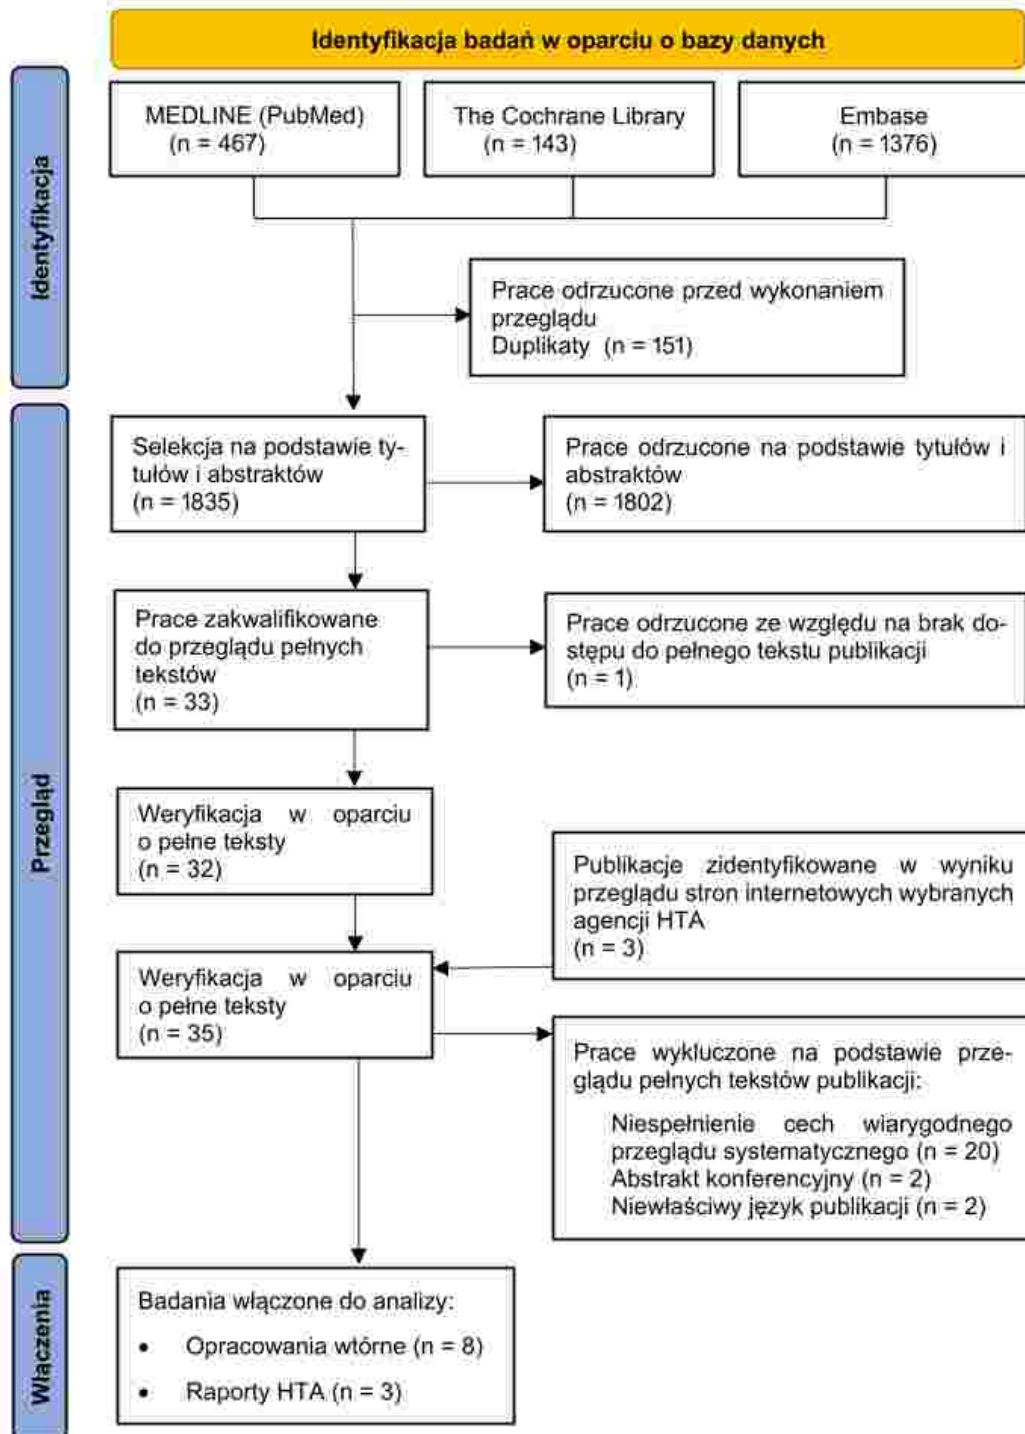 Identyfikacja badań w oparciu o bazy danych
Identyfikacja
MEDLINE (PubMed)
(n = 467)
The Cochrane Library
(n = 143)
Embase
(n = 1376)
Prace odrzucone przed wykonaniem
przeglądu
Duplikaty (n = 151)
Przegląd
Selekcja na podstawie ty-
tułów i abstraktów
(n = 1835)
Prace odrzucone na podstawie tytułów i
abstraktów
(n = 1802)
Prace zakwalifikowane
do przeglądu pełnych
tekstów
(n = 33)
Prace odrzucone ze względu na brak do-
stępu do pełnego tekstu publikacji
(n = 1)
Weryfikacja w oparciu
o pełne teksty
(n = 32)
Publikacje zidentyfikowane w wyniku
przeglądu stron internetowych wybranych
agencji HTA
(n = 3)
Weryfikacja w oparciu
o pełne teksty
(n = 35)
Prace wykluczone na podstawie prze-
glądu pełnych tekstów publikacji:
Niespełnienie cech wiarygodnego
przeglądu systematycznego (n = 20)
Abstrakt konferencyjny (n = 2)
Niewłaściwy język publikacji (n = 2)
Włączenia
Badania włączone do analizy:
• Opracowania wtórne (n = 8)
• Raporty HTA (n = 3)